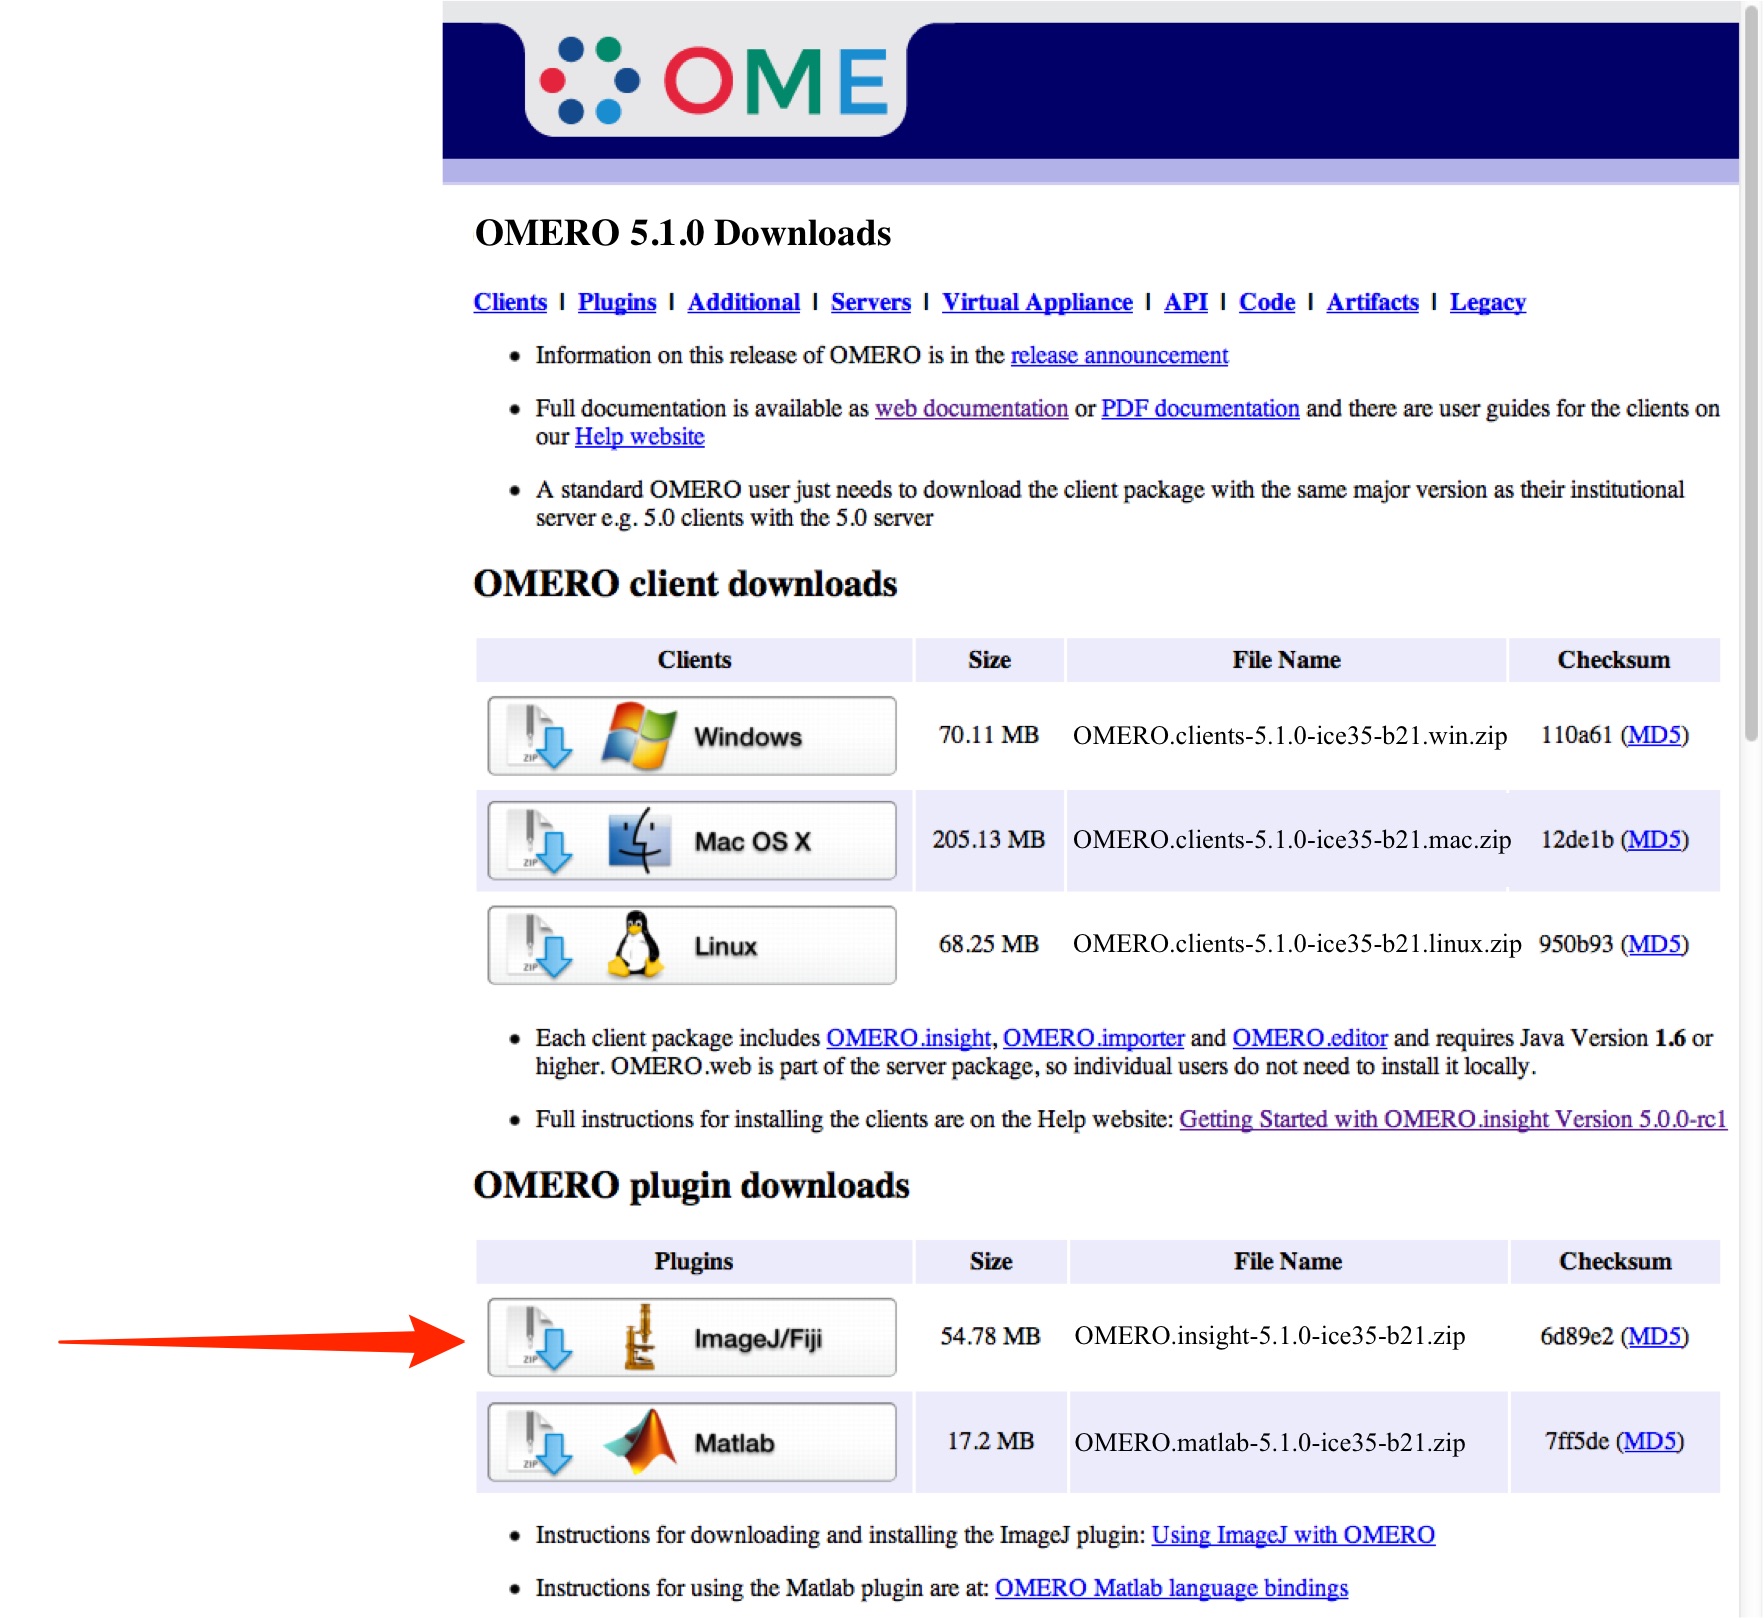 OME
OMERO 5.1.0 Downloads
Clients | Plugins | Additional | Servers | Virtual Appliance | API | Code | Artifacts | Legacy
• Information on this release of OMERO is in the release announcement
• Full documentation is available as web documentation or PDF documentation and there are user guides for the clients on
our Help website
• A standard OMERO user just needs to download the client package with the same major version as their institutional
server e.g. 5.0 clients with the 5.0 server
OMERO client downloads
Clients Size File Name Checksum
ZIP Windows 70.11 MB OMERO.clients-5.1.0-ice35-b21.win.zip 110a61 (MD5)
ZIP Mac OS X 205.13 MB OMERO.clients-5.1.0-ice35-b21.mac.zip 12de1b (MD5)
ZIP Linux 68.25 MB OMERO.clients-5.1.0-ice35-b21.linux.zip 950b93 (MD5)
• Each client package includes OMERO.insight, OMERO.importer and OMERO.editor and requires Java Version 1.6 or
higher. OMERO.web is part of the server package, so individual users do not need to install it locally.
• Full instructions for installing the clients are on the Help website: Getting Started with OMERO.insight Version 5.0.0-rc1
OMERO plugin downloads
Plugins Size File Name Checksum
ZIP ImageJ/Fiji 54.78 MB OMERO.insight-5.1.0-ice35-b21.zip 6d89e2 (MD5)
ZIP Matlab 17.2 MB OMERO.matlab-5.1.0-ice35-b21.zip 7ff5de (MD5)
• Instructions for downloading and installing the ImageJ plugin: Using ImageJ with OMERO
• Instructions for using the Matlab plugin are at: OMERO Matlab language bindings